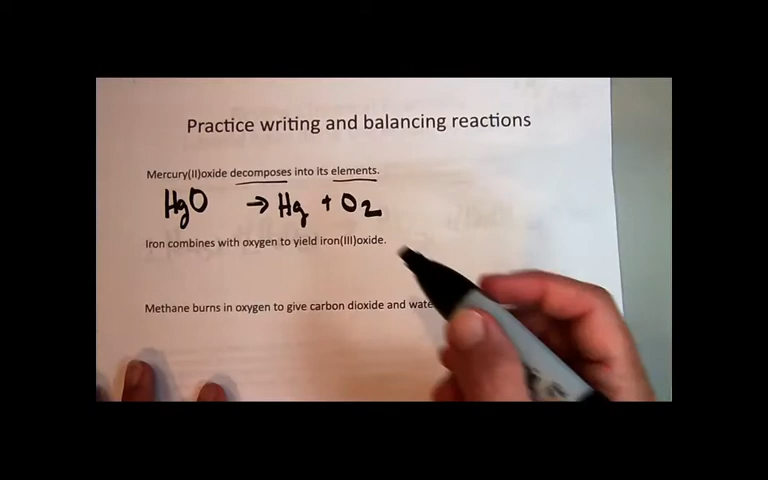 Practice writing and balancing reactions
Mercury(II)oxide decomposes into its elements.
HgO → Hg + O2
Iron combines with oxygen to yield iron(III)oxide.
Methane burns in oxygen to give carbon dioxide and wate